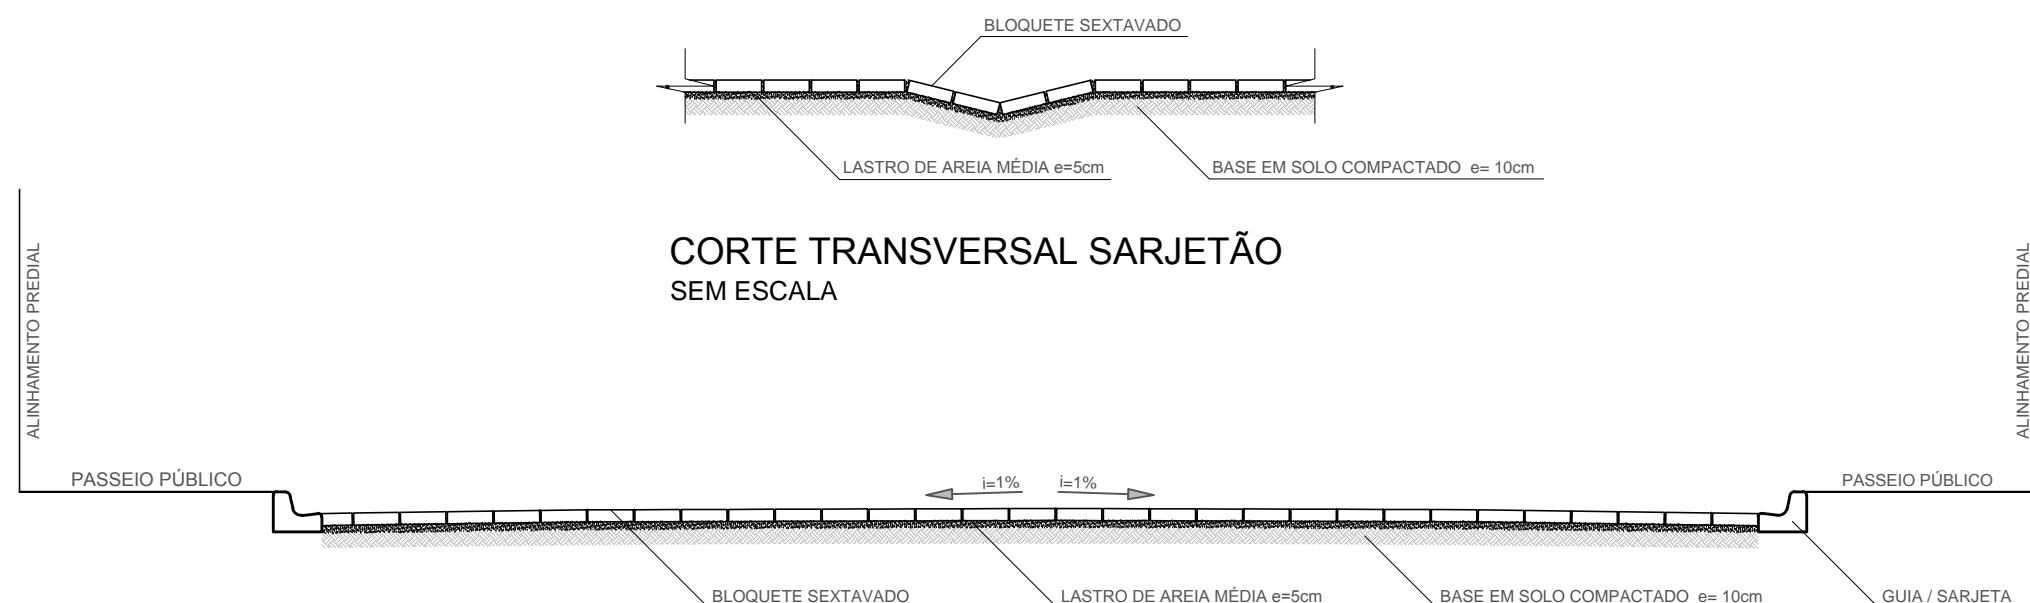 BLOQUETE SEXTAVADO
LASTRO DE AREIA MÉDIA e=5cm
BASE EM SOLO COMPACTADO e= 10cm
CORTE TRANSVERSAL SARJETÃO
SEM ESCALA
ALINHAMENTO PREDIAL
ALINHAMENTO PREDIAL
PASSEIO PÚBLICO
i=1%
i=1%
PASSEIO PÚBLICO
BLOQUETE SEXTAVADO
LASTRO DE AREIA MÉDIA e=5cm
BASE EM SOLO COMPACTADO e= 10cm
GUIA / SARJETA